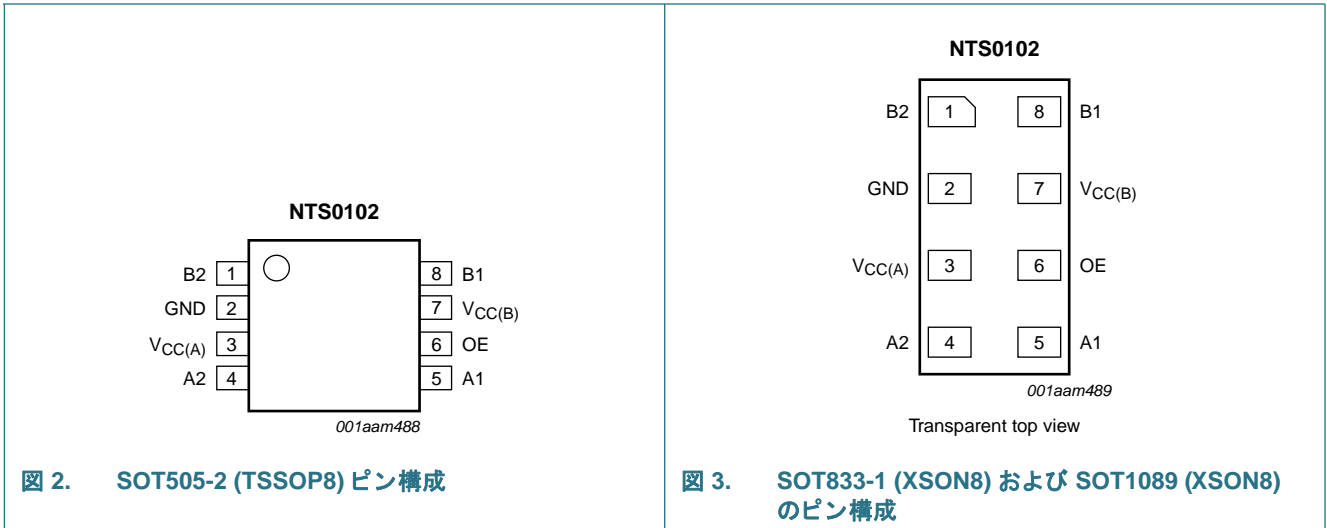 NTS0102
B2 1 8 B1
GND 2 7 VCC(B)
VCC(A) 3 6 OE
A2 4 5 A1
001aam488
図 2. SOT505-2 (TSSOP8) ピン構成
NTS0102
B2 1 8 B1
GND 2 7 VCC(B)
VCC(A) 3 6 OE
A2 4 5 A1
001aam489
Transparent top view
図 3. SOT833-1 (XSON8) および SOT1089 (XSON8)
のピン構成